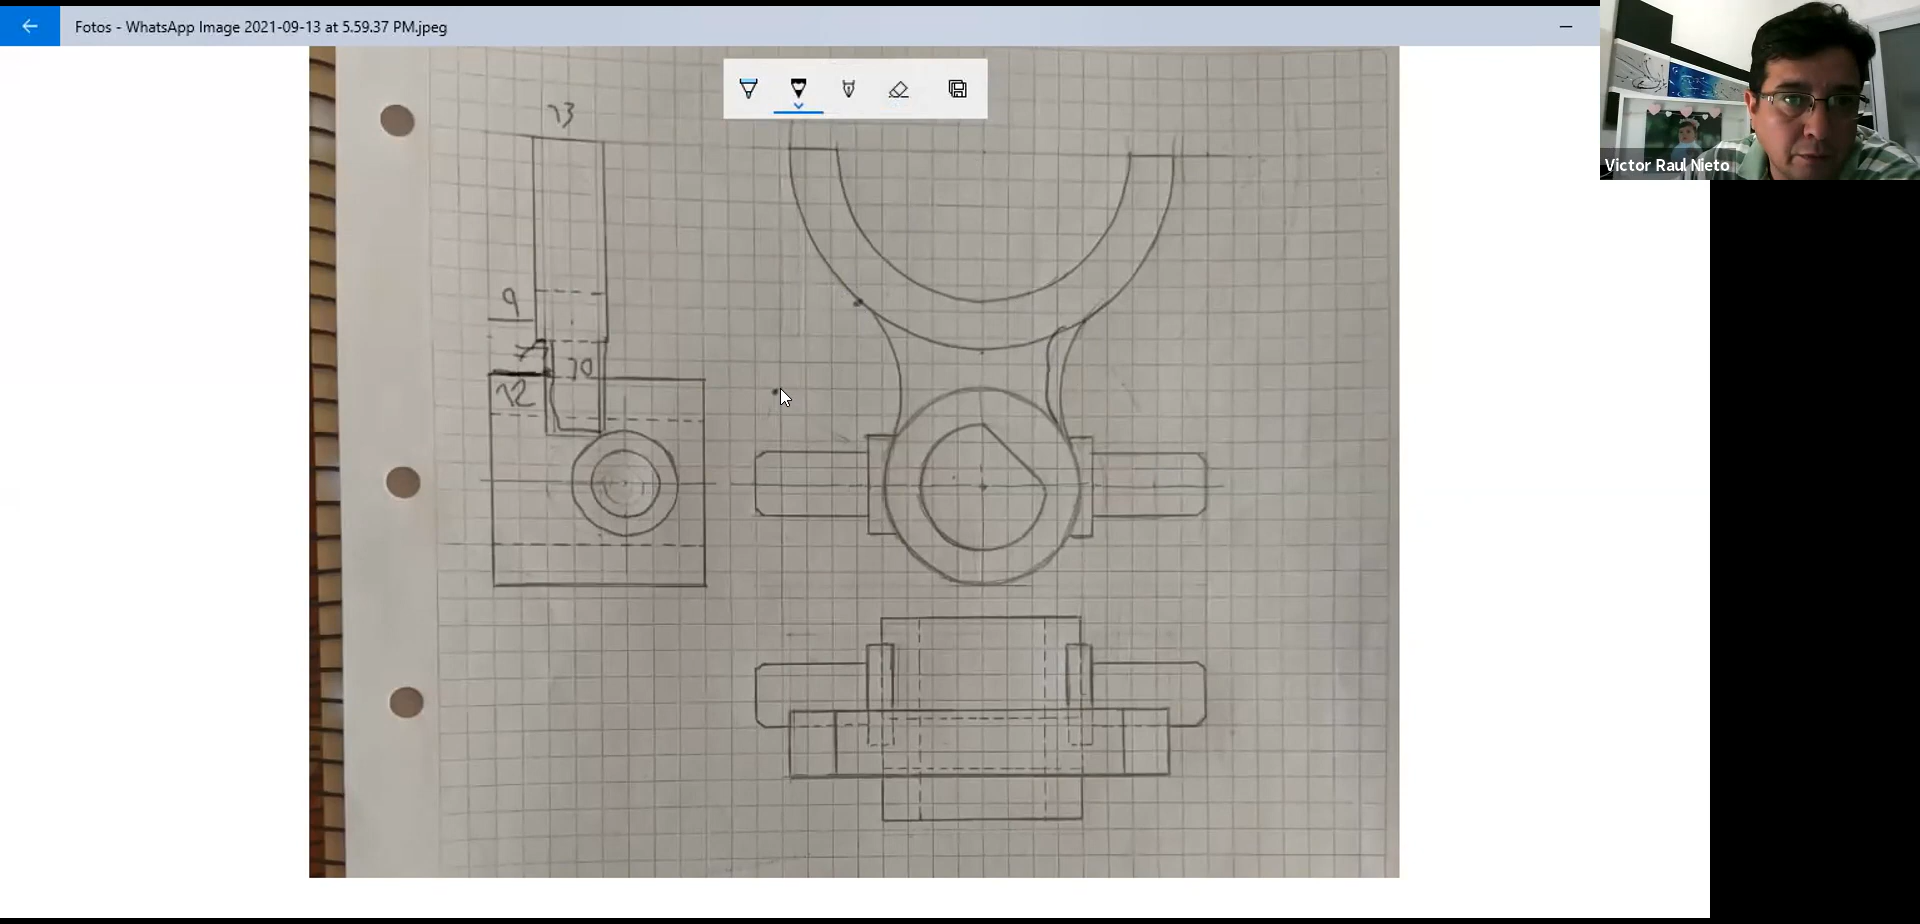 Fotos - WhatsApp Image 2021-09-13 at 5.59.37 PM.jpeg
Victor Raul Nieto
13
9
10
12